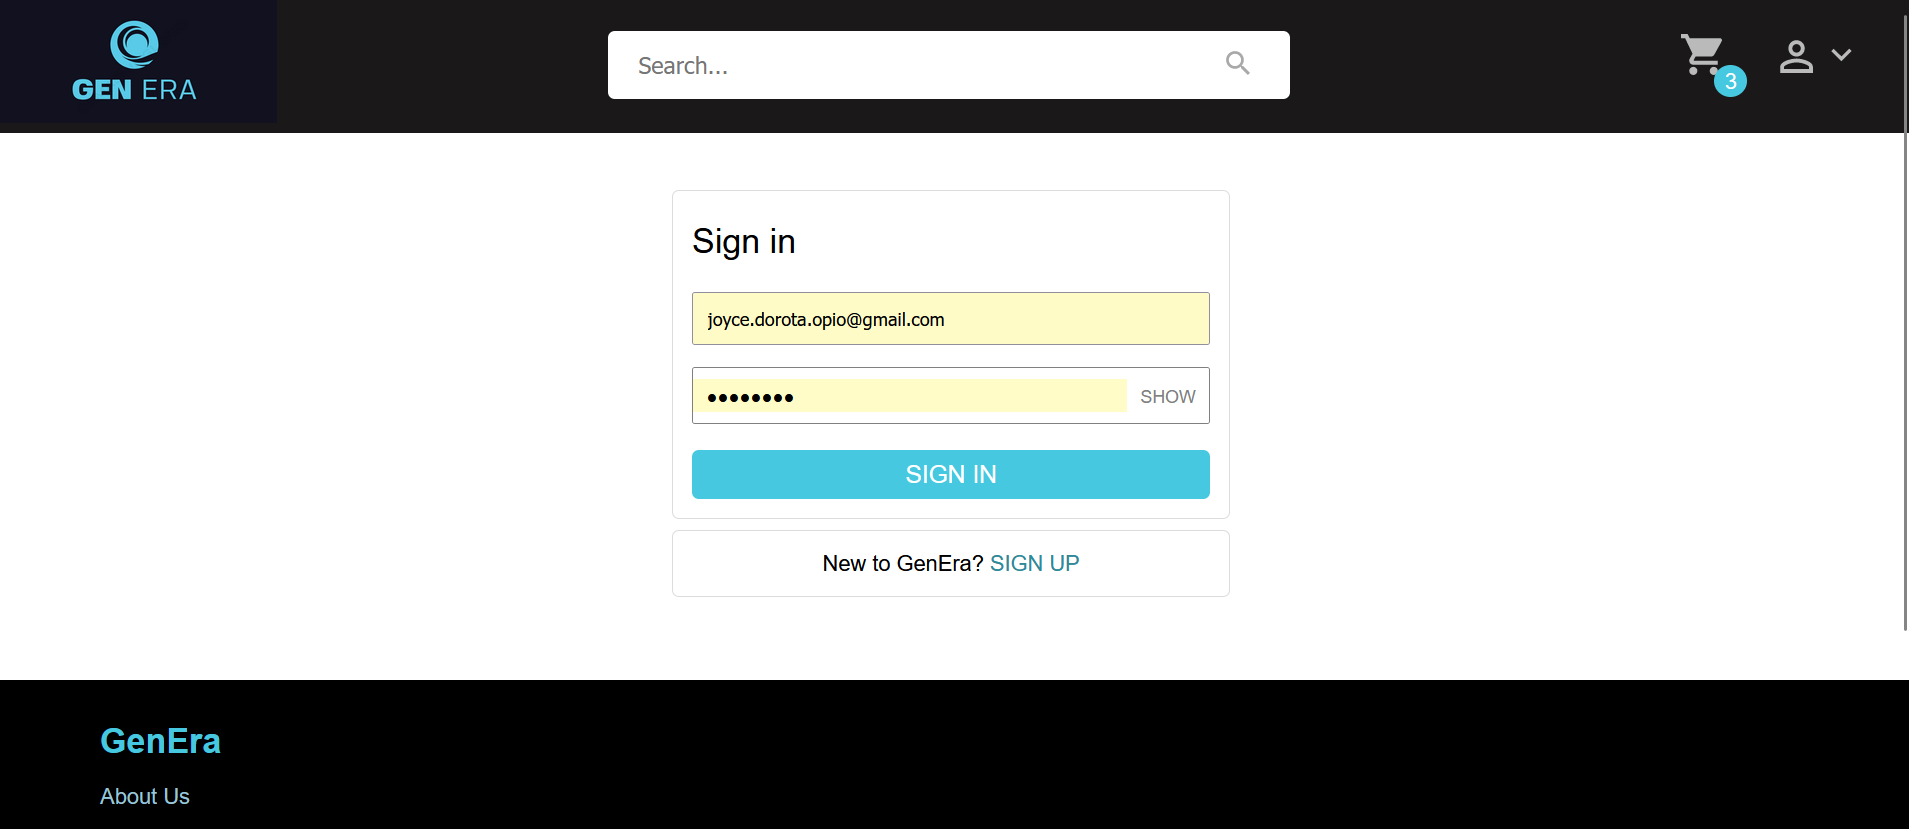 GEN ERA
Search...
3
Sign in
joyce.dorota.opio@gmail.com
•••••••• SHOW
SIGN IN
New to GenEra? SIGN UP
GenEra
About Us